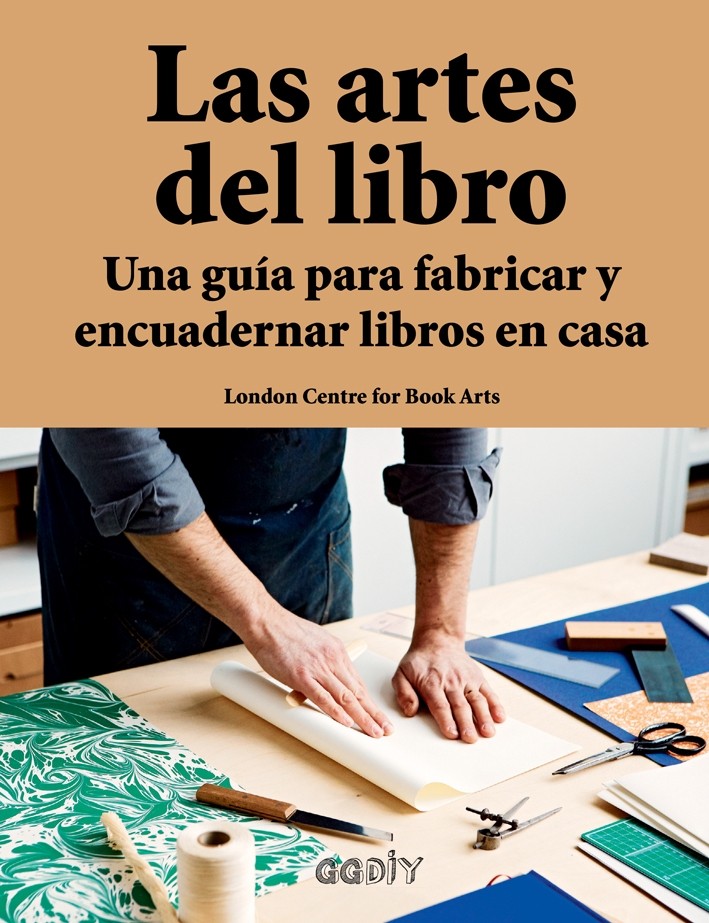 Las artes
del libro
Una guía para fabricar y
encuadernar libros en casa
London Centre for Book Arts
GGDIY